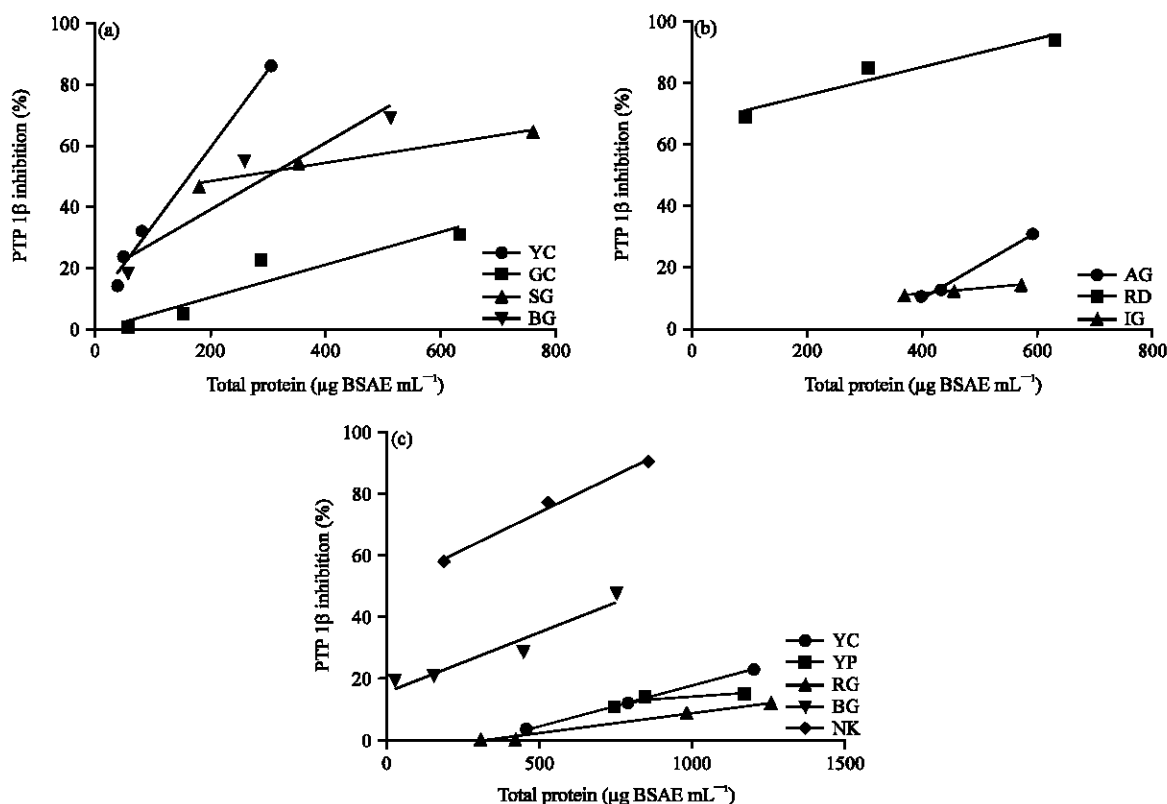 (a)
100
80
60
40
20
0
PTP 1β inhibition (%)
YC
GC
SG
BG
0 200 400 600 800
Total protein (µg BSAE mL⁻¹)
(b)
100
80
60
40
20
0
PTP 1β inhibition (%)
AG
RD
IG
0 200 400 600 800
Total protein (µg BSAE mL⁻¹)
(c)
100
80
60
40
20
0
PTP 1β inhibition (%)
YC
YP
RG
BG
NK
0 500 1000 1500
Total protein (µg BSAE mL⁻¹)